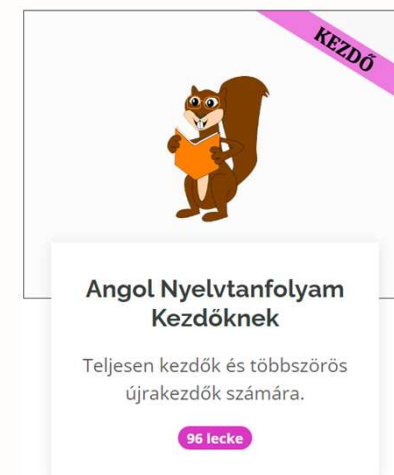 KEZDŐ
Angol Nyelvtanfolyam
Kezdőknek
Teljesen kezdők és többszörös
újrakezdők számára.
96 lecke